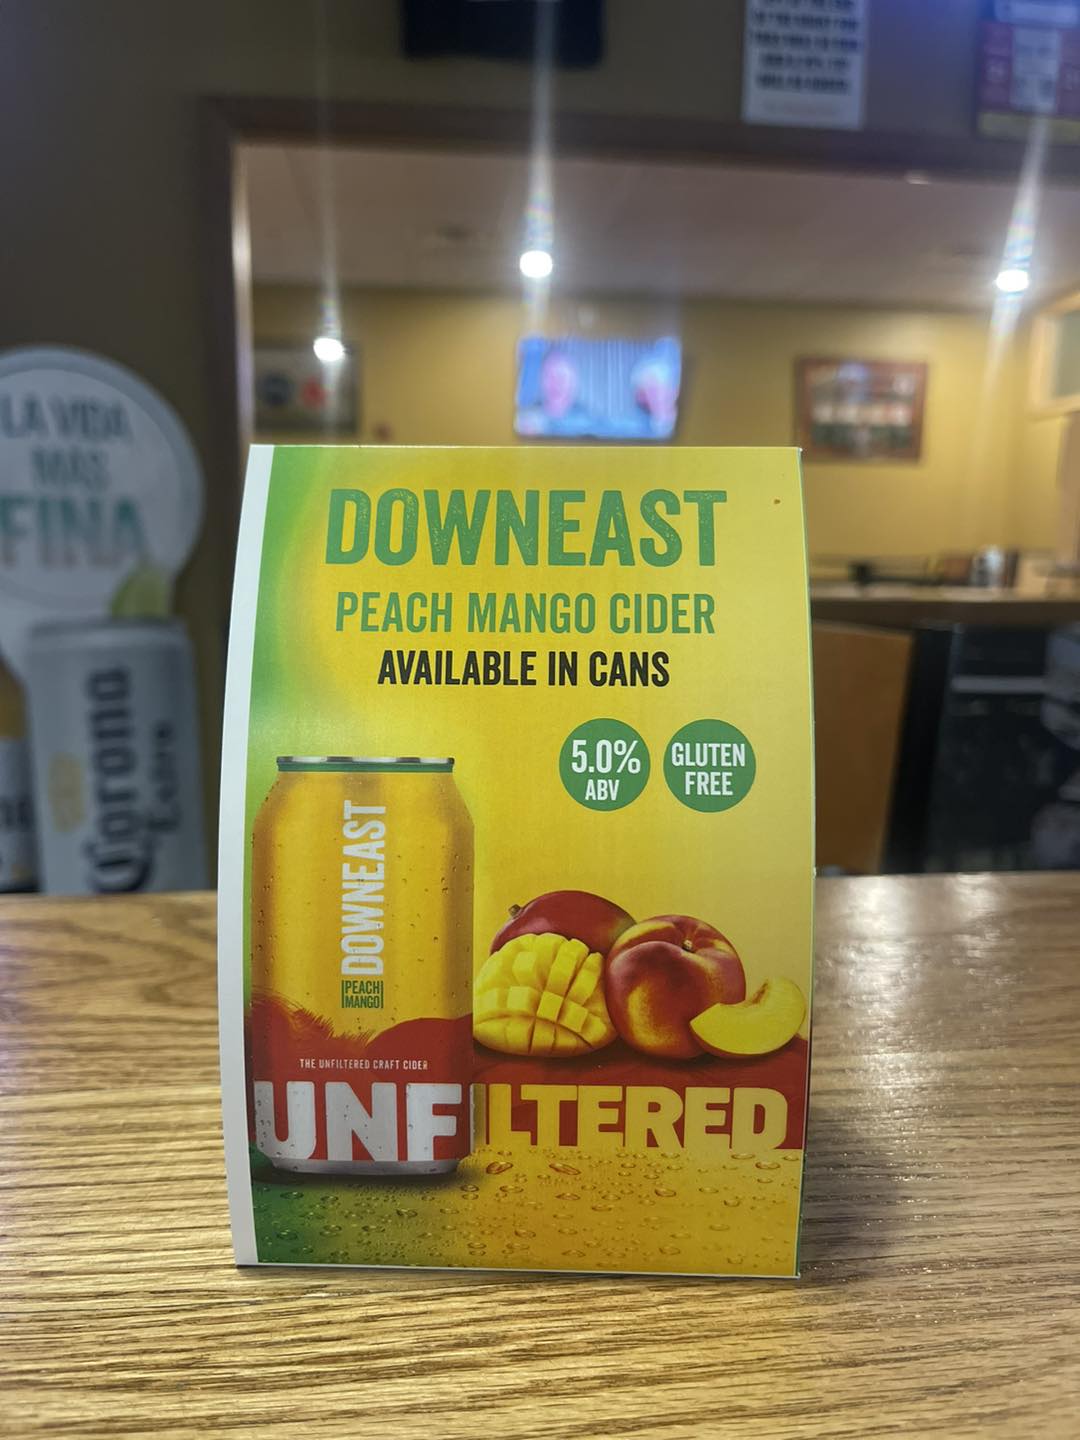 LA VIDA
MÁS
FINA
Corona
Extra
DOWNEAST
PEACH MANGO CIDER
AVAILABLE IN CANS
5.0%
ABV
GLUTEN
FREE
DOWNEAST
PEACH
MANGO
THE UNFILTERED CRAFT CIDER
UNFILTERED